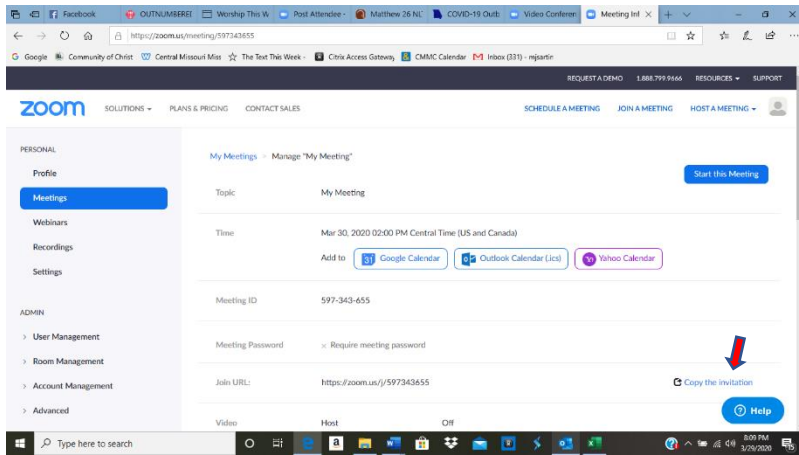 Facebook
OUTNUMBERED
Worship This W
Post Attendee -
Matthew 26 NL
COVID-19 Outb
Video Conferen
Meeting Inf
https://zoom.us/meeting/597343655
Google
Community of Christ
Central Missouri Miss
The Text This Week -
Citrix Access Gateway
CMMC Calendar
Inbox (331) - mjsartin
REQUEST A DEMO 1.888.799.9666 RESOURCES SUPPORT
zoom SOLUTIONS PLANS & PRICING CONTACT SALES SCHEDULE A MEETING JOIN A MEETING HOST A MEETING
PERSONAL
Profile
Meetings
Webinars
Recordings
Settings
ADMIN
User Management
Room Management
Account Management
Advanced
My Meetings > Manage "My Meeting"
Start this Meeting
Topic My Meeting
Time Mar 30, 2020 02:00 PM Central Time (US and Canada)
Add to 31 Google Calendar Outlook Calendar (.ics) Yahoo Calendar
Meeting ID 597-343-655
Meeting Password × Require meeting password
Join URL: https://zoom.us/j/597343655 Copy the invitation
Video Host Off
Help
Type here to search
8:09 PM
3/29/2020